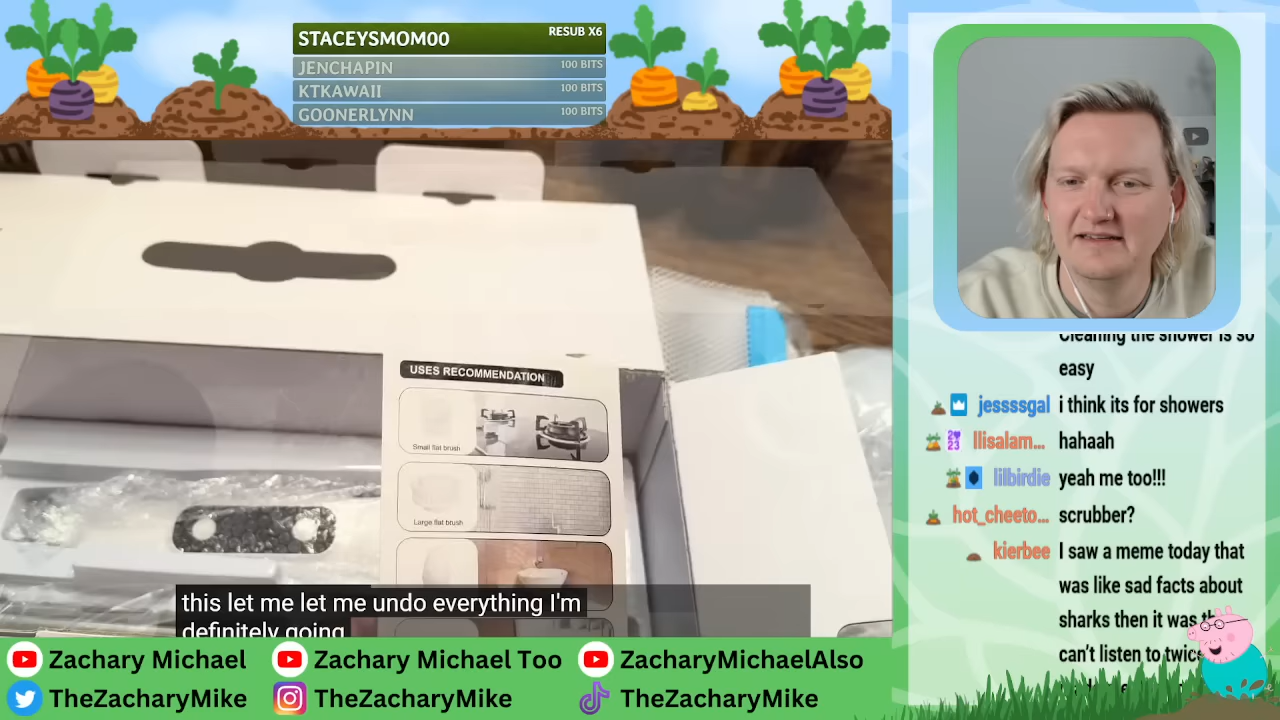 STACEYSMOM00 RESUB X6
JENCHAPIN 100 BITS
KTKAWAII 100 BITS
GOONERLYNN 100 BITS
USES RECOMMENDATION
Small flat brush
Large flat brush
this let me let me undo everything I'm
definitely going
Cleaning the shower is so
easy
jessssgal i think its for showers
llisalam... hahaah
lilbirdie yeah me too!!!
hot_cheeto... scrubber?
kierbee I saw a meme today that
was like sad facts about
sharks then it was
can't listen to
Zachary Michael Zachary Michael Too ZacharyMichaelAlso
TheZacharyMike TheZacharyMike TheZacharyMike